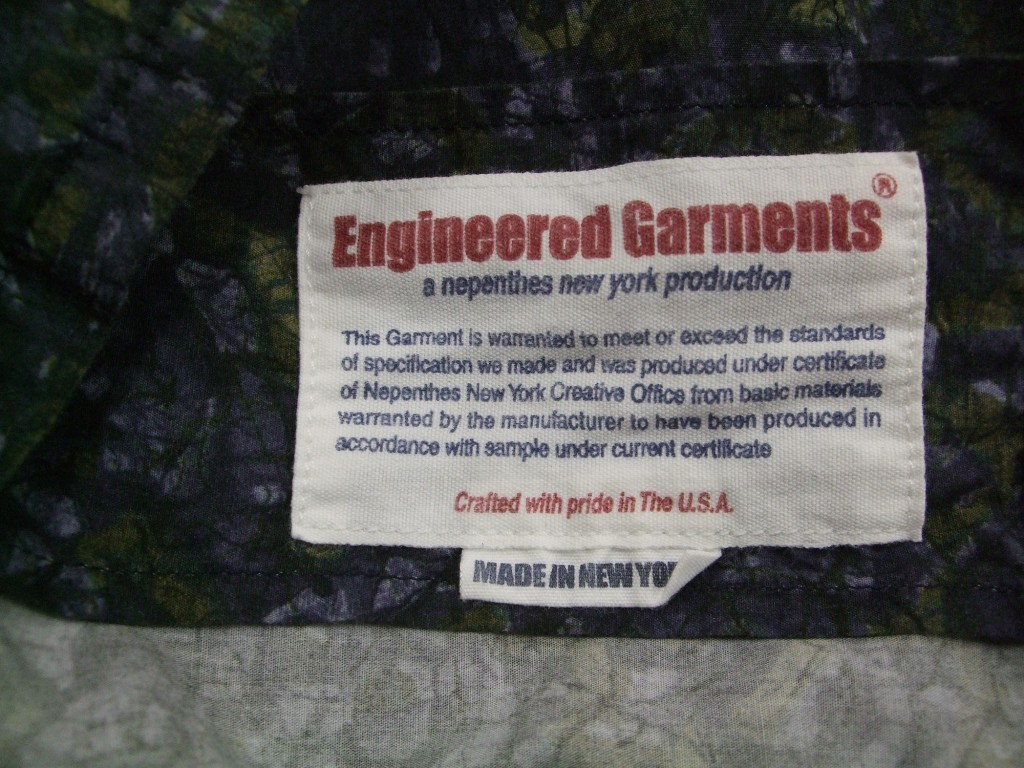 Engineered Garments®
a nepenthes new york production
This Garment is warranted to meet or exceed the standards
of specification we made and was produced under certificate
of Nepenthes New York Creative Office from basic materials
warranted by the manufacturer to have been produced in
accordance with sample under current certificate
Crafted with pride in The U.S.A.
MADE IN NEW YO